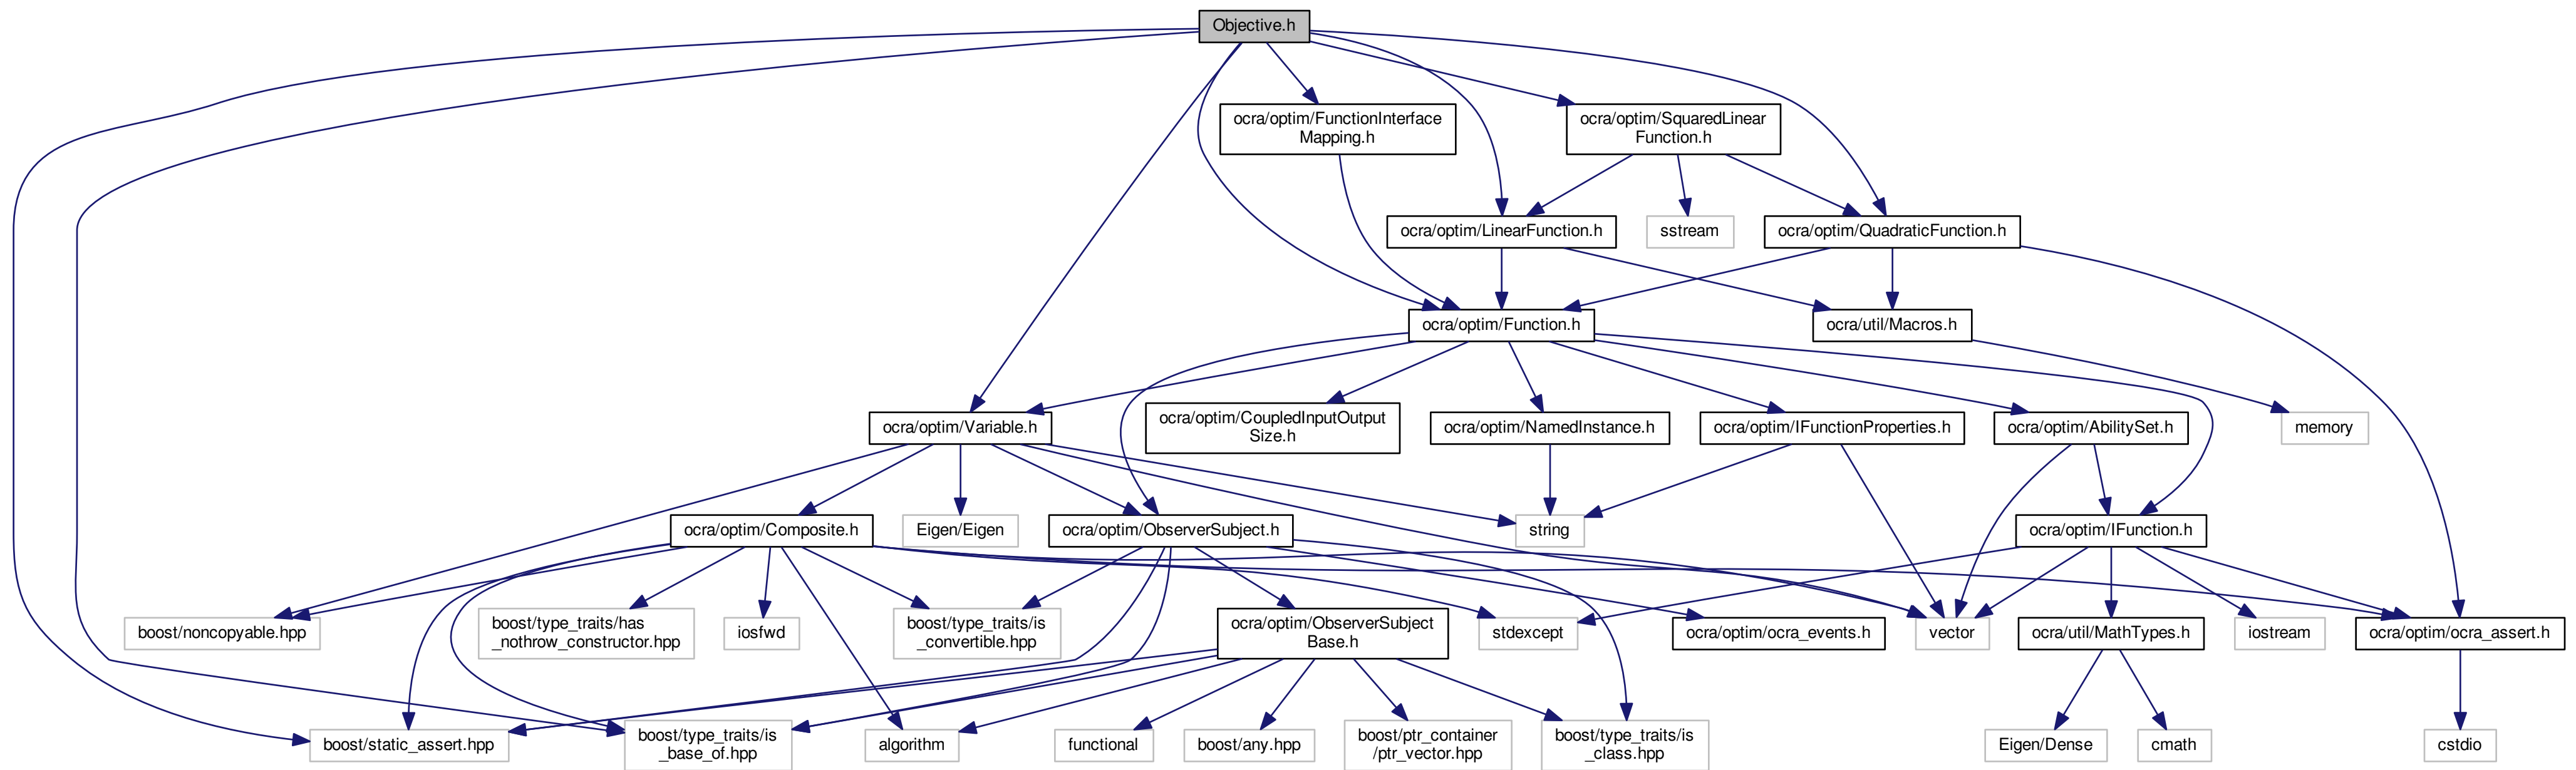 Objective.h
ocra/optim/FunctionInterface
Mapping.h
ocra/optim/SquaredLinear
Function.h
ocra/optim/LinearFunction.h
sstream
ocra/optim/QuadraticFunction.h
ocra/optim/Function.h
ocra/util/Macros.h
ocra/optim/Variable.h
ocra/optim/CoupledInputOutput
Size.h
ocra/optim/NamedInstance.h
ocra/optim/IFunctionProperties.h
ocra/optim/AbilitySet.h
memory
ocra/optim/Composite.h
Eigen/Eigen
ocra/optim/ObserverSubject.h
string
ocra/optim/IFunction.h
boost/noncopyable.hpp
boost/type_traits/has
_nothrow_constructor.hpp
iosfwd
boost/type_traits/is
_convertible.hpp
ocra/optim/ObserverSubject
Base.h
stdexcept
ocra/optim/ocra_events.h
vector
ocra/util/MathTypes.h
iostream
ocra/optim/ocra_assert.h
boost/static_assert.hpp
boost/type_traits/is
_base_of.hpp
algorithm
functional
boost/any.hpp
boost/ptr_container
/ptr_vector.hpp
boost/type_traits/is
_class.hpp
Eigen/Dense
cmath
cstdio